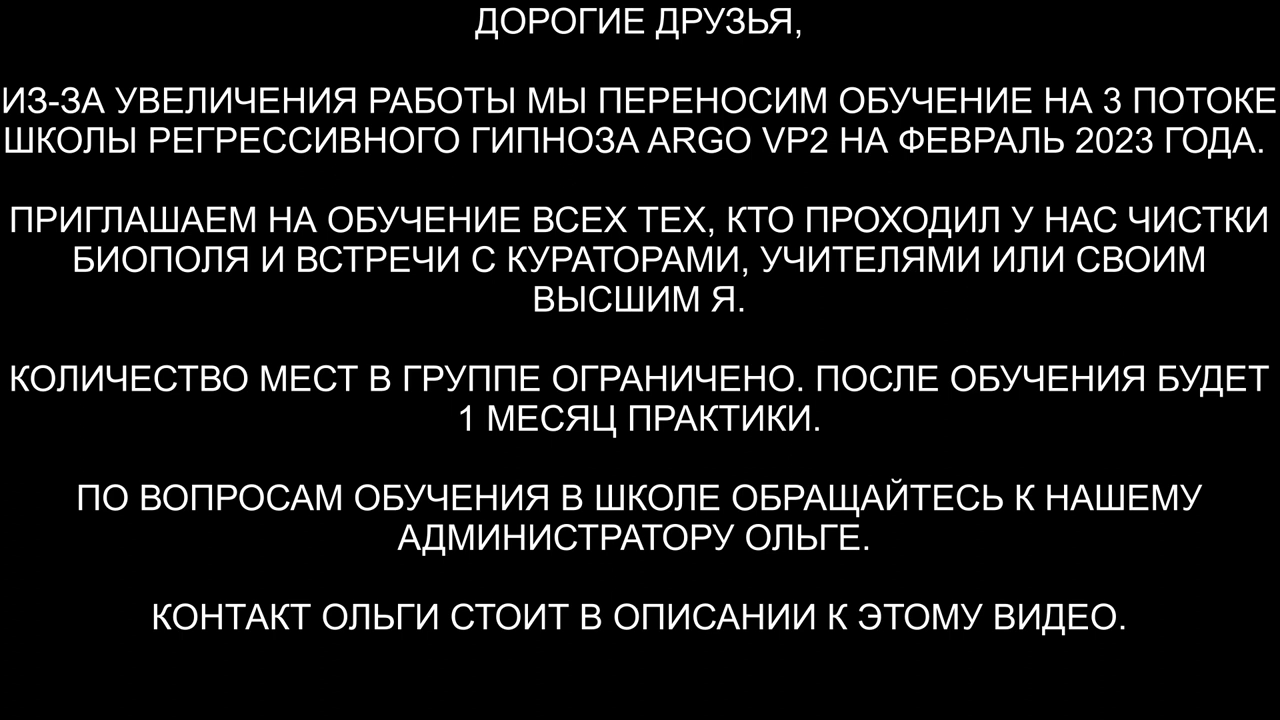 ДОРОГИЕ ДРУЗЬЯ,
ИЗ-ЗА УВЕЛИЧЕНИЯ РАБОТЫ МЫ ПЕРЕНОСИМ ОБУЧЕНИЕ НА 3 ПОТОКЕ
ШКОЛЫ РЕГРЕССИВНОГО ГИПНОЗА ARGO VP2 НА ФЕВРАЛЬ 2023 ГОДА.
ПРИГЛАШАЕМ НА ОБУЧЕНИЕ ВСЕХ ТЕХ, КТО ПРОХОДИЛ У НАС ЧИСТКИ
БИОПОЛЯ И ВСТРЕЧИ С КУРАТОРАМИ, УЧИТЕЛЯМИ ИЛИ СВОИМ
ВЫСШИМ Я.
КОЛИЧЕСТВО МЕСТ В ГРУППЕ ОГРАНИЧЕНО. ПОСЛЕ ОБУЧЕНИЯ БУДЕТ
1 МЕСЯЦ ПРАКТИКИ.
ПО ВОПРОСАМ ОБУЧЕНИЯ В ШКОЛЕ ОБРАЩАЙТЕСЬ К НАШЕМУ
АДМИНИСТРАТОРУ ОЛЬГЕ.
КОНТАКТ ОЛЬГИ СТОИТ В ОПИСАНИИ К ЭТОМУ ВИДЕО.